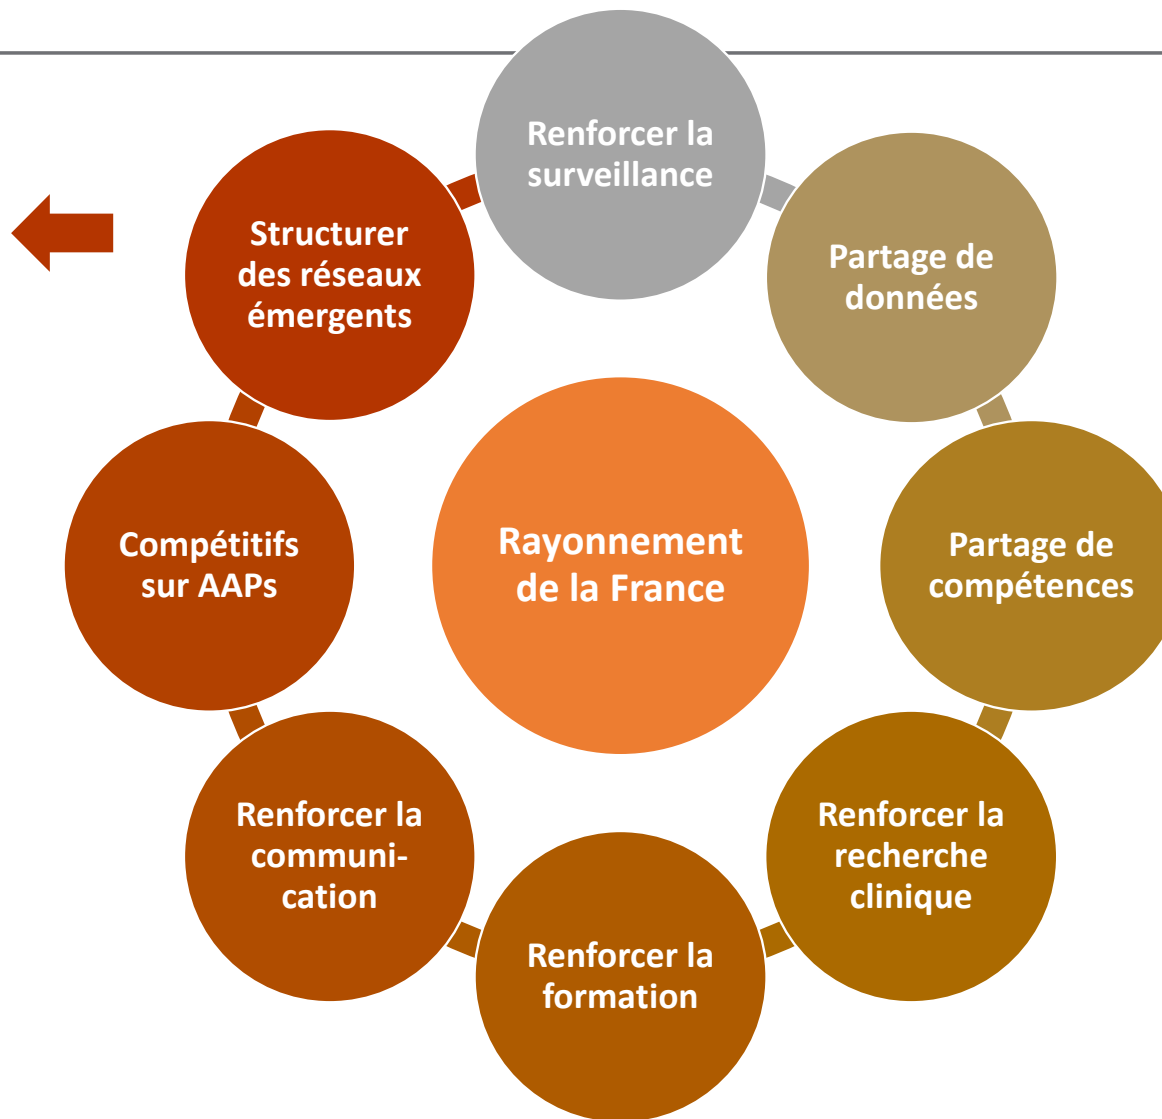 Renforcer la
surveillance
Partage de
données
Partage de
compétences
Renforcer la
recherche
clinique
Renforcer la
formation
Renforcer la
communi-
cation
Compétitifs
sur AAPs
Structurer
des réseaux
émergents
Rayonnement
de la France